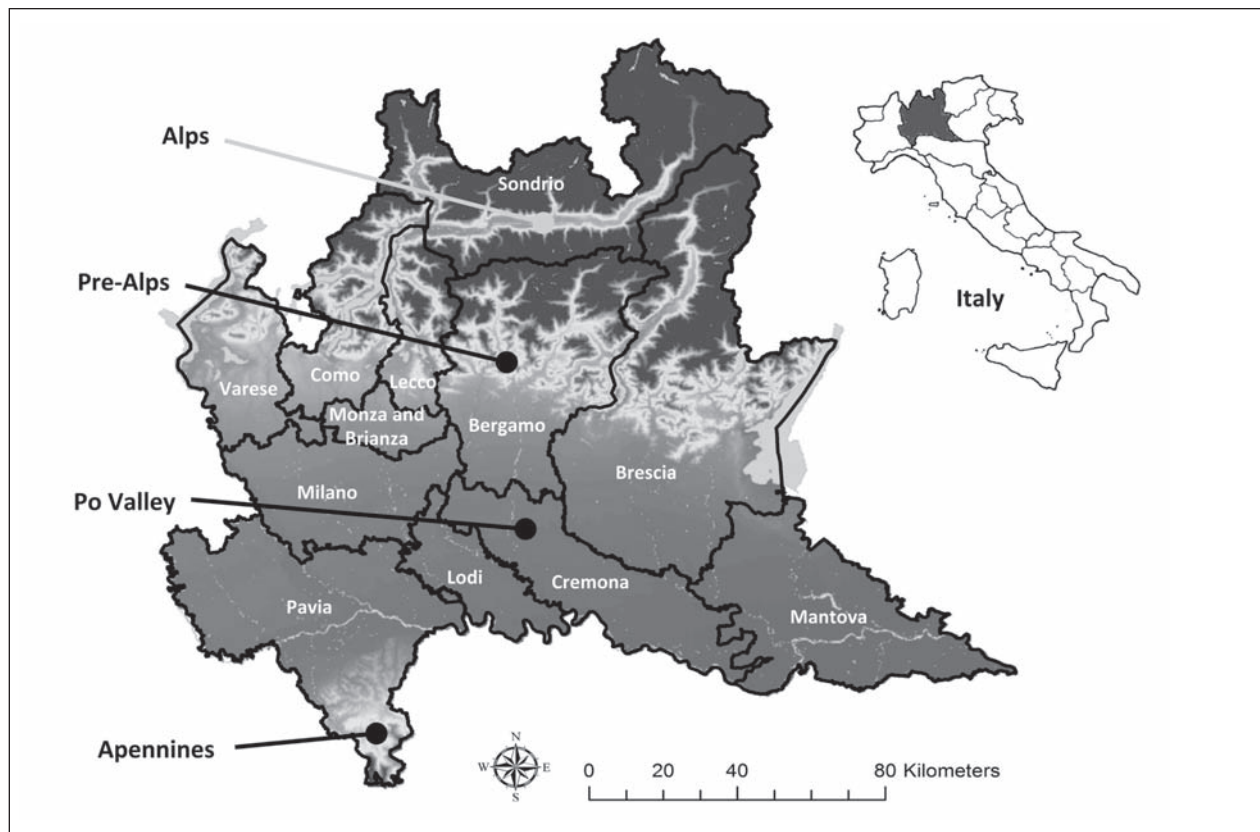 Alps
Sondrio
Pre-Alps
Italy
Varese
Como
Lecco
Monza and
Brianza
Bergamo
Brescia
Po Valley
Milano
Lodi
Cremona
Pavia
Mantova
Apennines
N
W
E
S
0
20
40
80 Kilometers